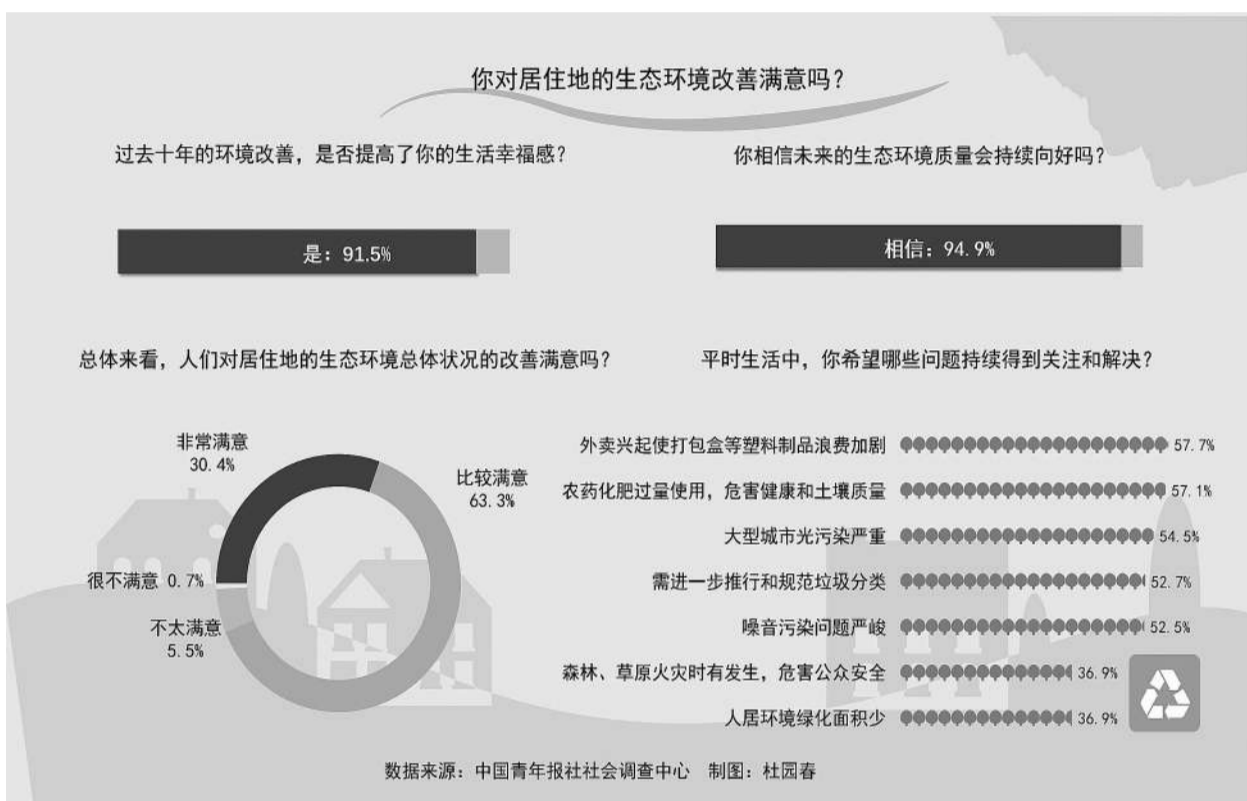 你对居住地的生态环境改善满意吗？
过去十年的环境改善，是否提高了你的生活幸福感？
是：91.5%
你相信未来的生态环境质量会持续向好吗？
相信：94.9%
总体来看，人们对居住地的生态环境总体状况的改善满意吗？
非常满意
30.4%
比较满意
63.3%
很不满意 0.7%
不太满意
5.5%
平时生活中，你希望哪些问题持续得到关注和解决？
外卖兴起使打包盒等塑料制品浪费加剧 57.7%
农药化肥过量使用，危害健康和土壤质量 57.1%
大型城市光污染严重 54.5%
需进一步推行和规范垃圾分类 52.7%
噪音污染问题严峻 52.5%
森林、草原火灾时有发生，危害公众安全 36.9%
人居环境绿化面积少 36.9%
数据来源：中国青年报社社会调查中心 制图：杜园春